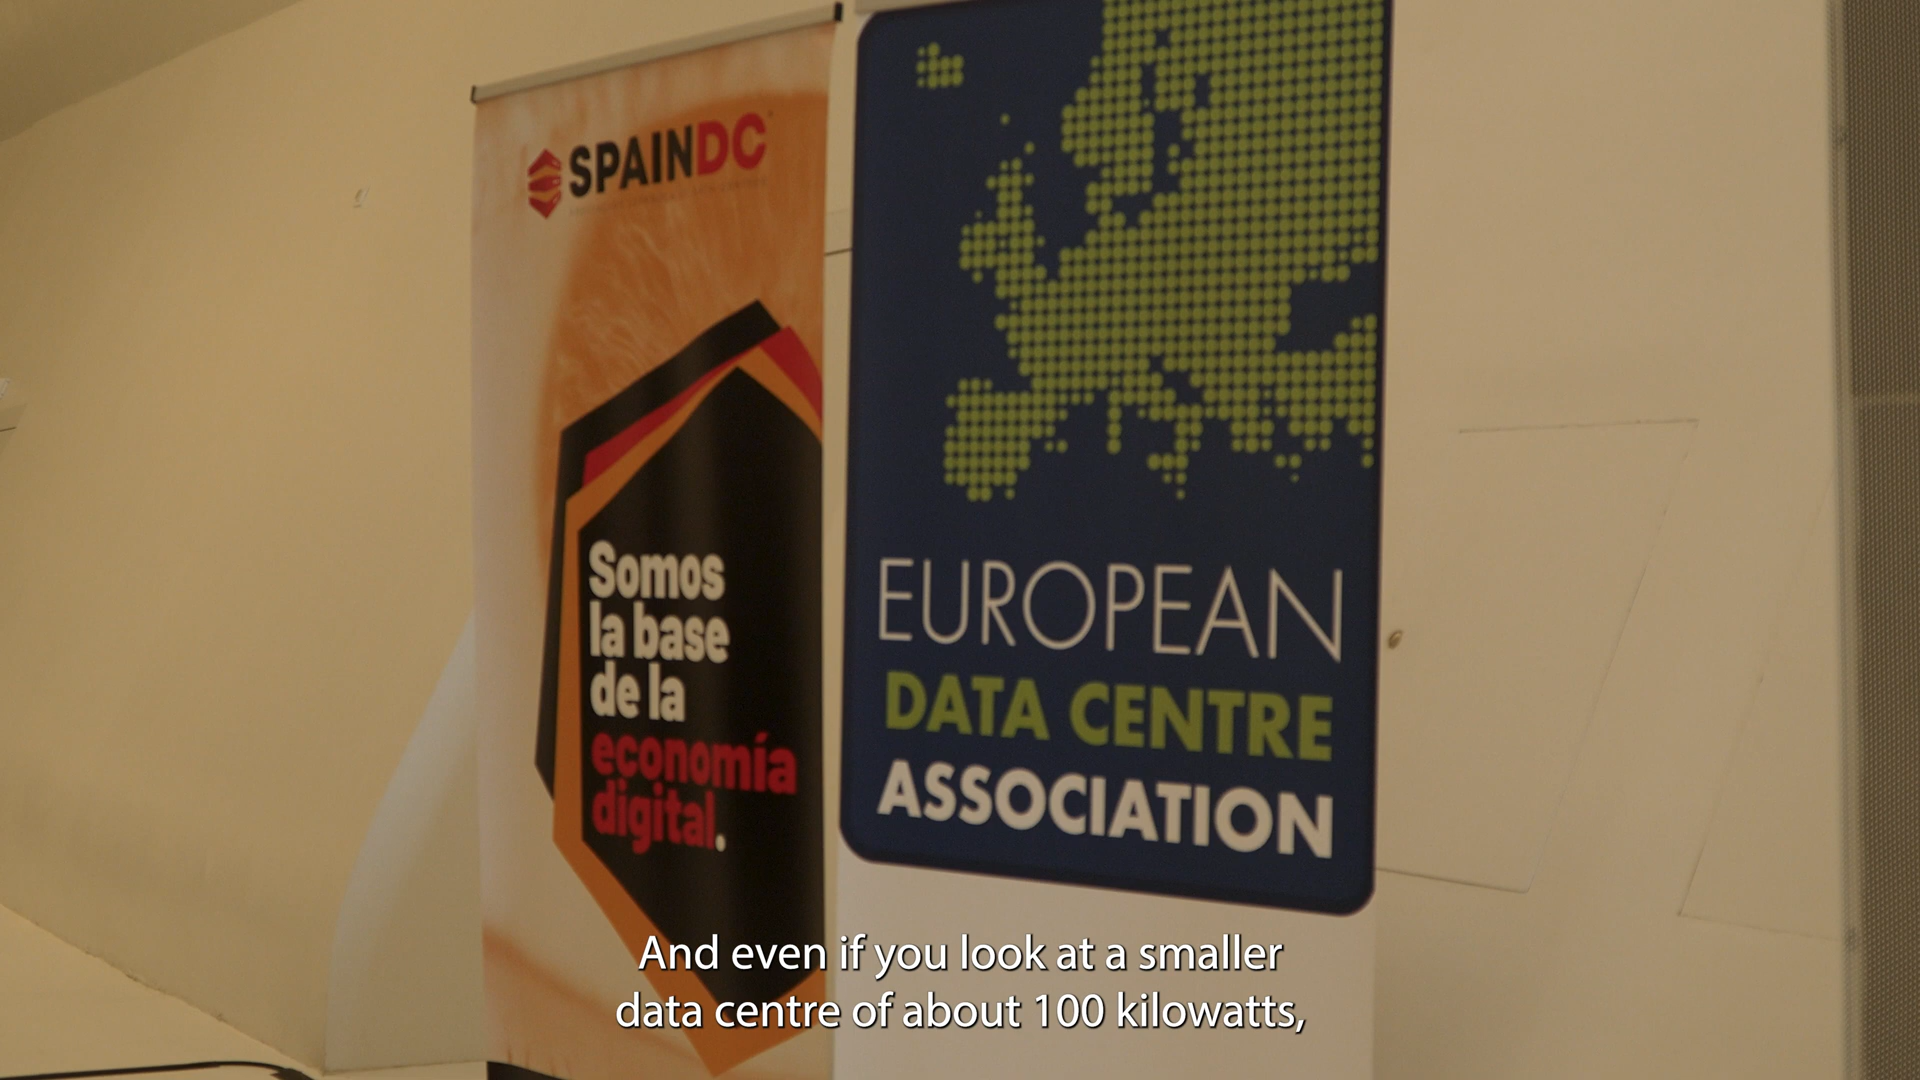 SPAINDC
Somos
la base
de la
economía
digital.
EUROPEAN
DATA CENTRE
ASSOCIATION
And even if you look at a smaller
data centre of about 100 kilowatts,